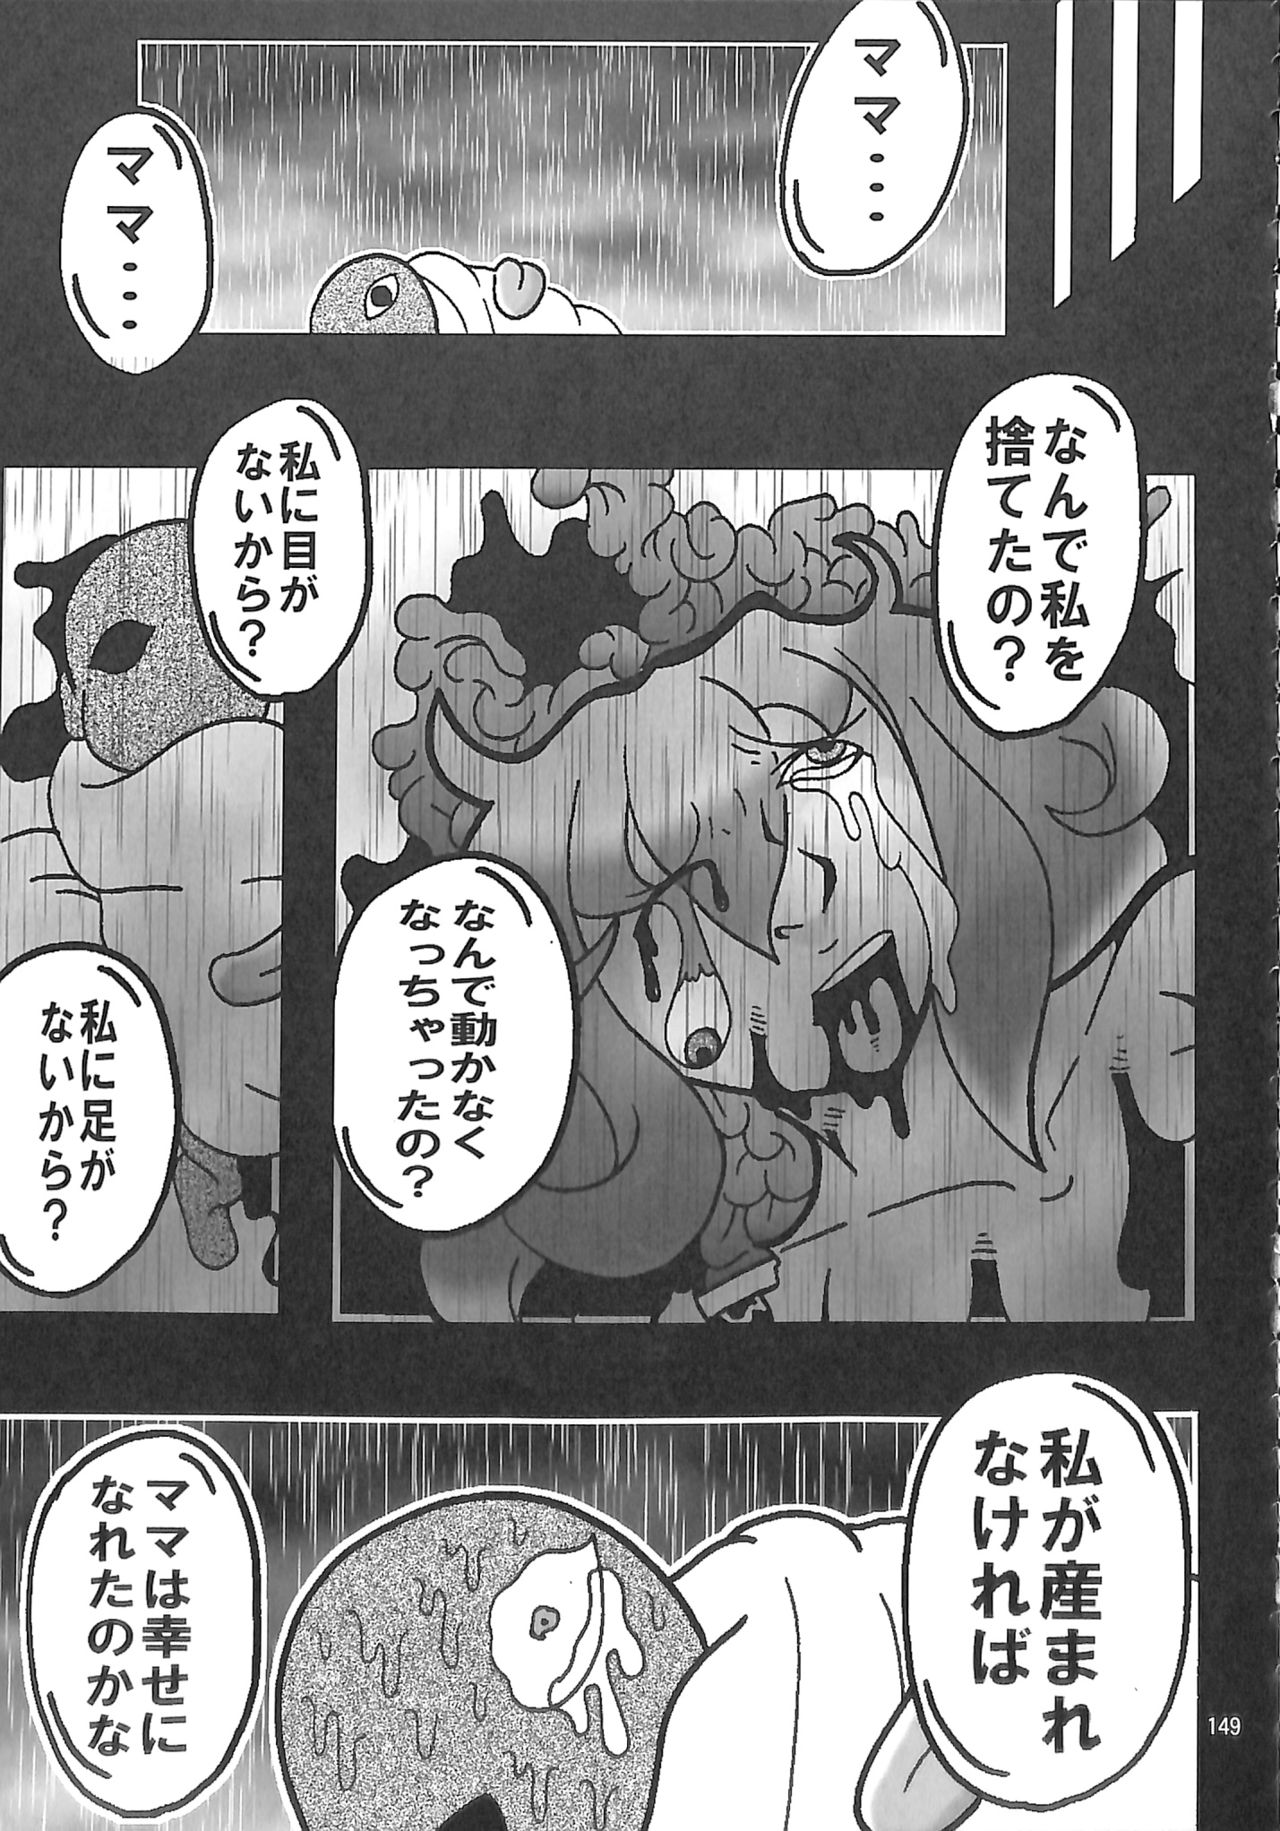 ママ・・・
ママ・・・
なんで私を
捨てたの？
なんで動かなく
なっちゃったの？
私に目が
ないから？
私に足が
ないから？
私が産まれ
なければ
ママは幸せに
なれたのかな
149